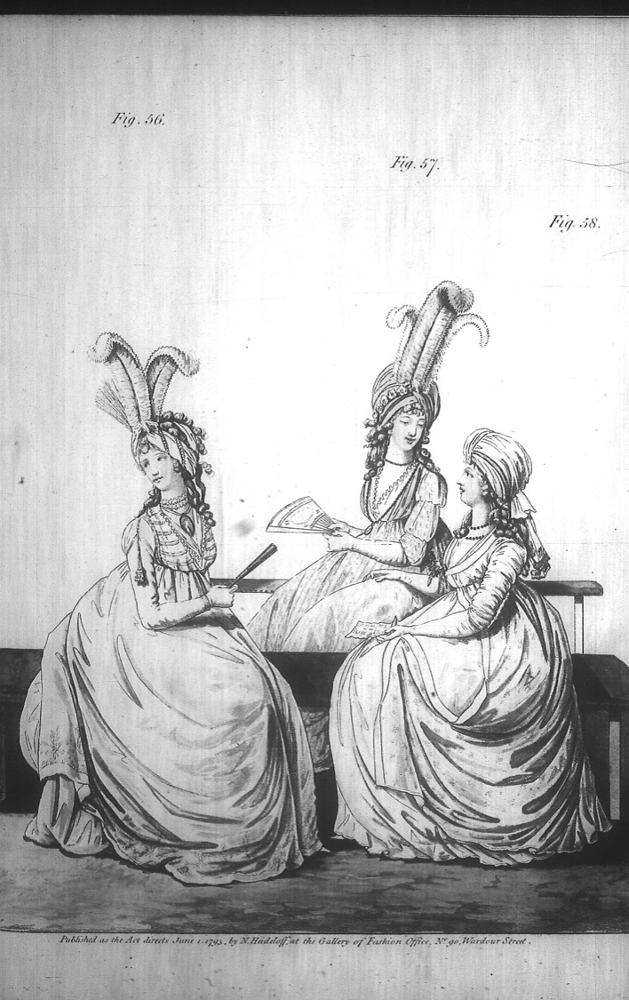 Fig. 56.
Fig. 57.
Fig. 58.
Published as the Act directs June 1. 1795, by N. Heideloff, at the Gallery of Fashion Office, No. 90, Wardour Street.